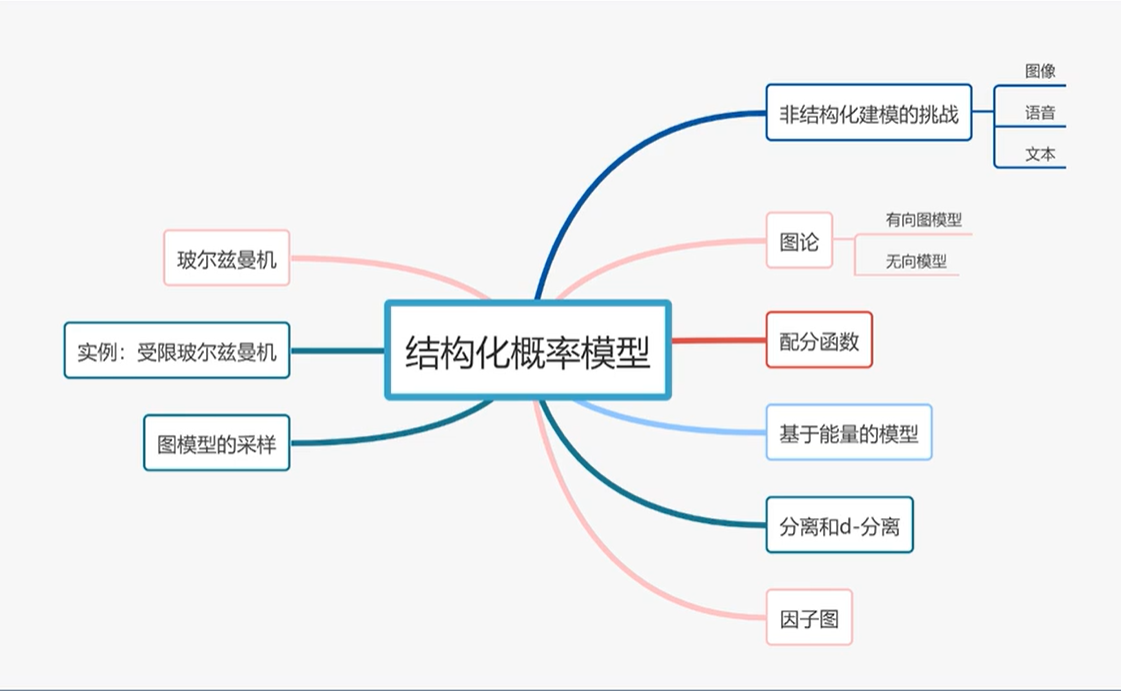 结构化概率模型
非结构化建模的挑战
图像
语音
文本
图论
有向图模型
无向模型
配分函数
基于能量的模型
分离和d-分离
因子图
玻尔兹曼机
实例：受限玻尔兹曼机
图模型的采样